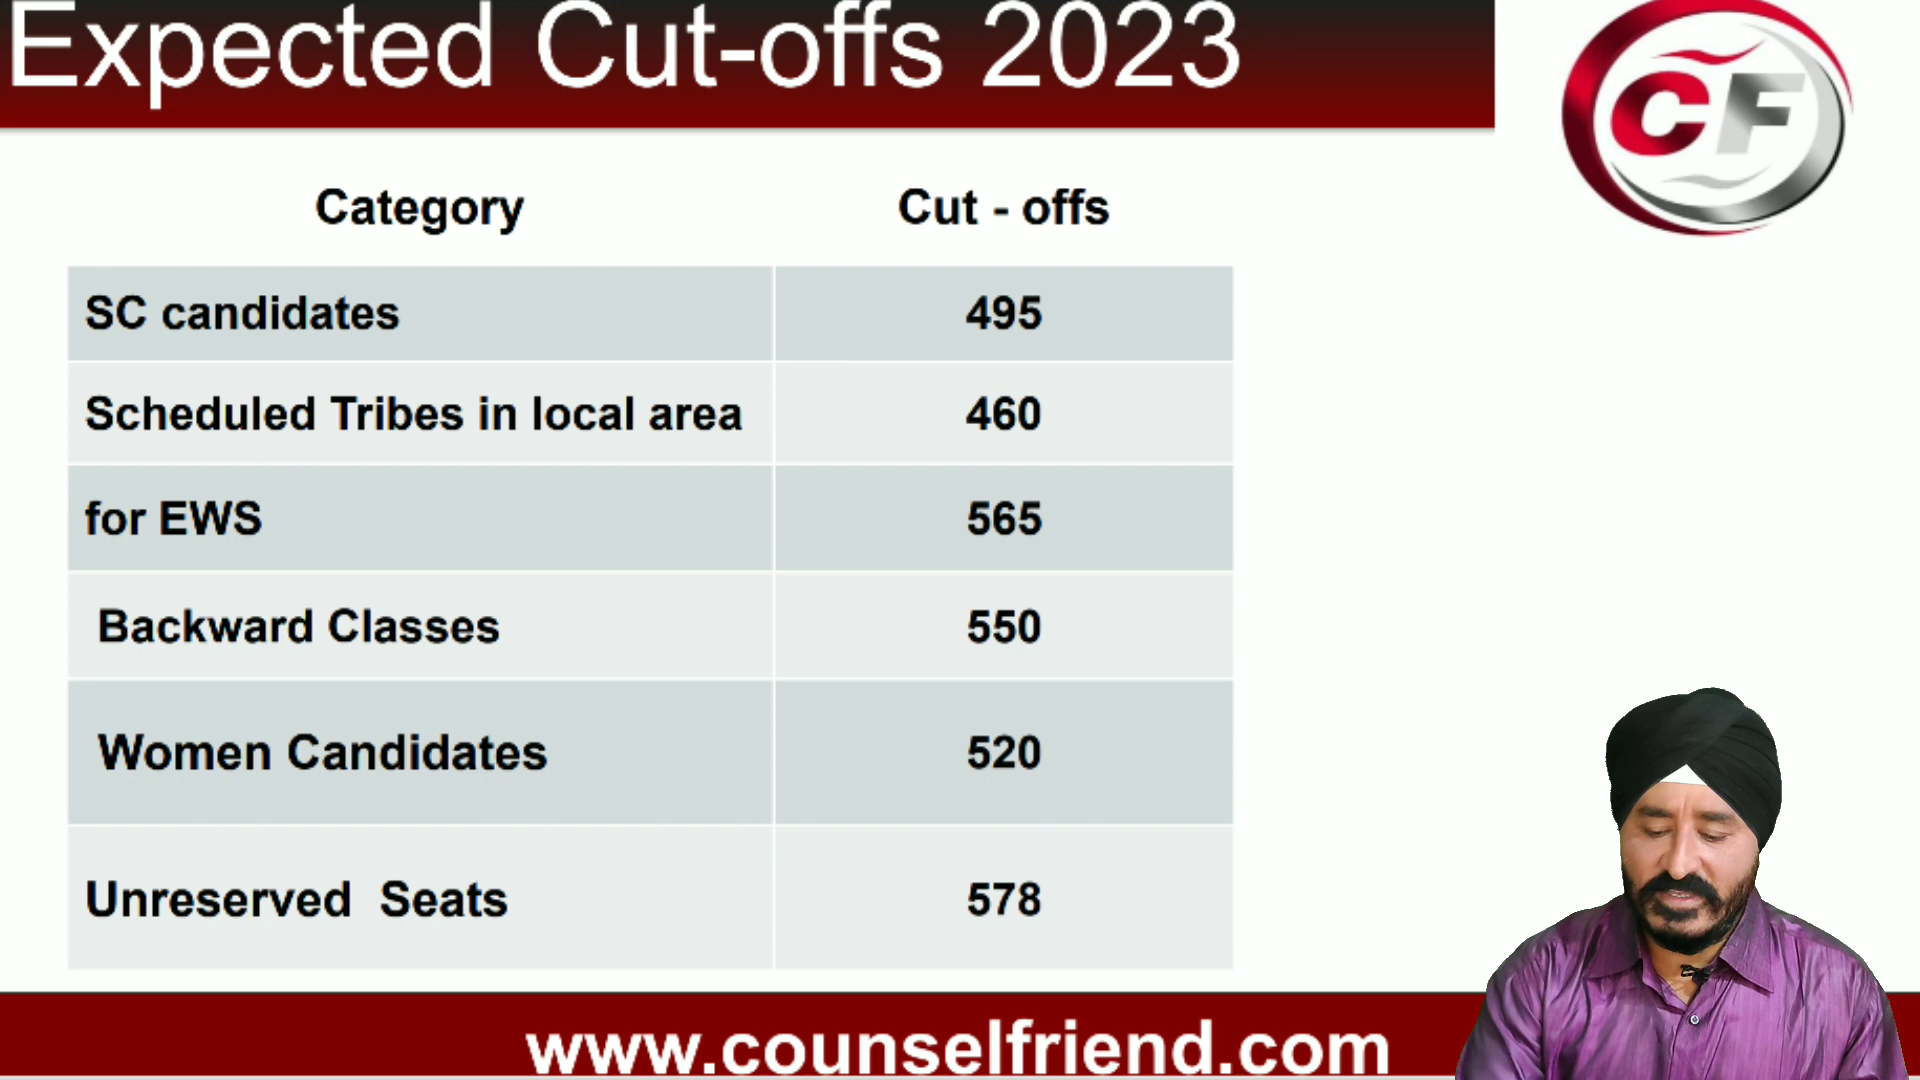 Expected Cut-offs 2023
CF
Category Cut - offs
SC candidates 495
Scheduled Tribes in local area 460
for EWS 565
Backward Classes 550
Women Candidates 520
Unreserved Seats 578
www.counselfriend.com